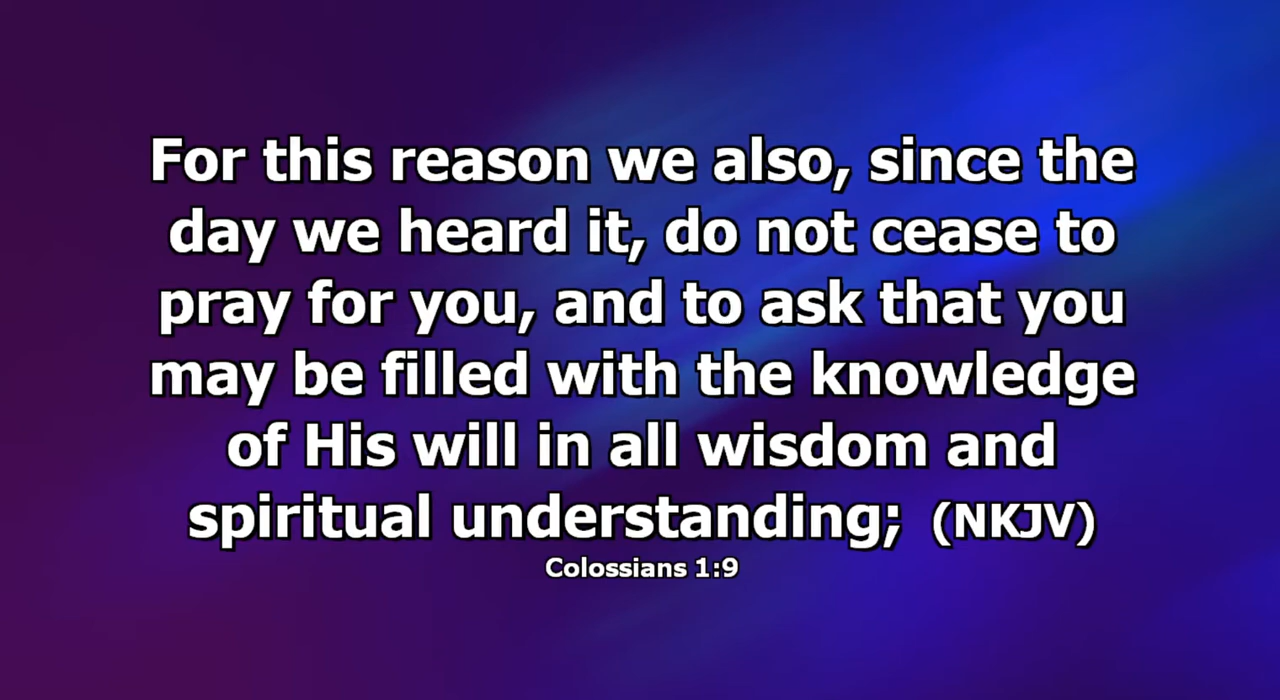 For this reason we also, since the
day we heard it, do not cease to
pray for you, and to ask that you
may be filled with the knowledge
of His will in all wisdom and
spiritual understanding; (NKJV)
Colossians 1:9